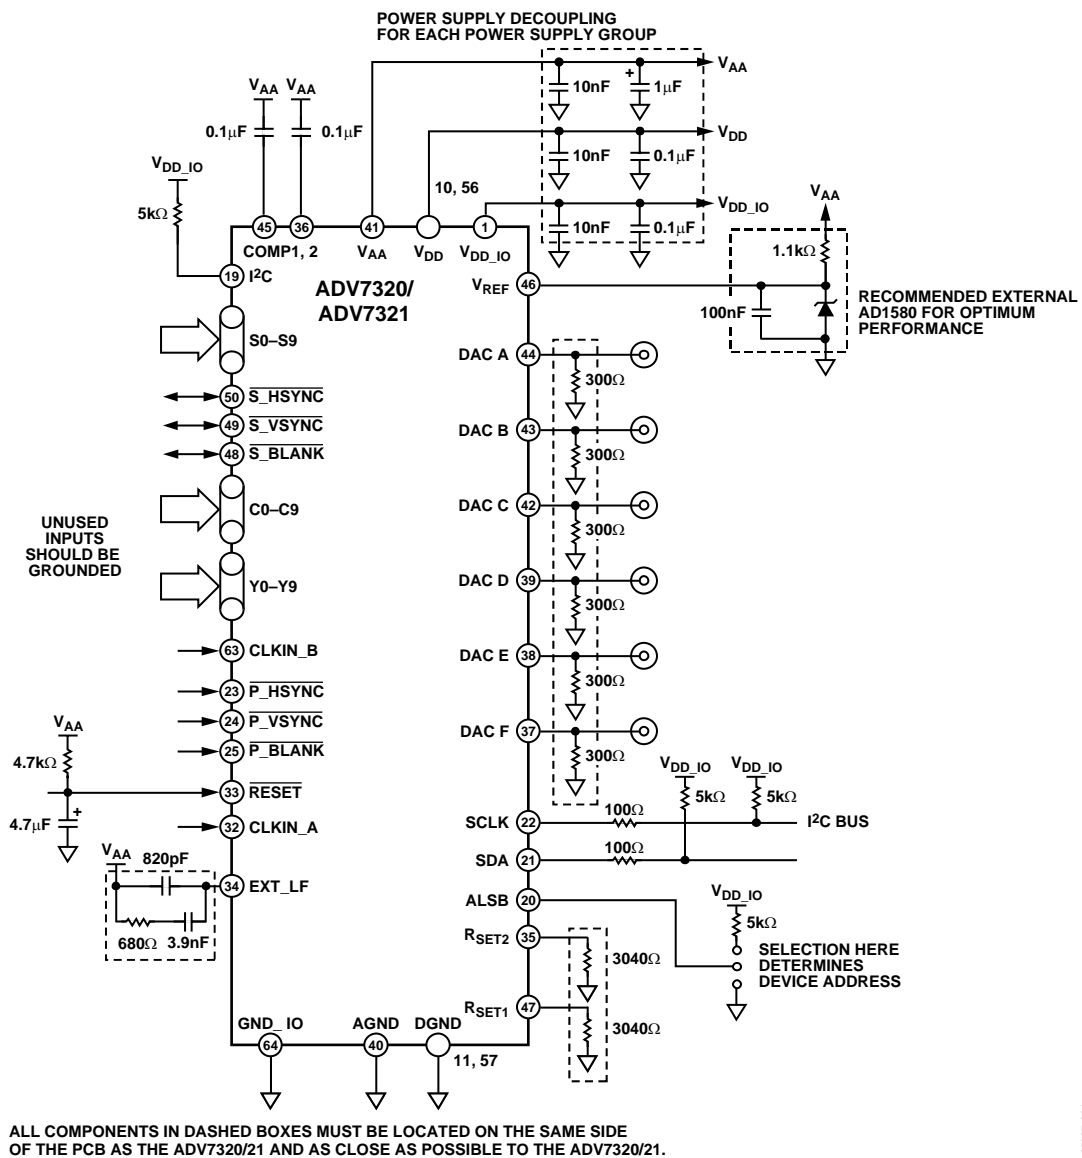 POWER SUPPLY DECOUPLING
FOR EACH POWER SUPPLY GROUP
VAA
10nF
1μF
VAA VAA
0.1μF
0.1μF
VDD
10nF
0.1μF
VDD_IO
5kΩ
10, 56
VDD_IO
10nF
0.1μF
VAA
1.1kΩ
45
36
41
1
COMP1, 2
VAA
VDD
VDD_IO
19 I²C
ADV7320/
ADV7321
VREF 46
100nF
RECOMMENDED EXTERNAL
AD1580 FOR OPTIMUM
PERFORMANCE
S0–S9
DAC A 44
300Ω
50 S_HSYNC
49 S_VSYNC
48 S_BLANK
DAC B 43
300Ω
C0–C9
DAC C 42
300Ω
UNUSED
INPUTS
SHOULD BE
GROUNDED
Y0–Y9
DAC D 39
300Ω
63 CLKIN_B
DAC E 38
300Ω
23 P_HSYNC
24 P_VSYNC
25 P_BLANK
DAC F 37
300Ω
VAA
4.7kΩ
33 RESET
4.7μF
+
32 CLKIN_A
VDD_IO
VDD_IO
5kΩ
5kΩ
SCLK 22
100Ω
I²C BUS
SDA 21
100Ω
VAA
820pF
34 EXT_LF
680Ω
3.9nF
ALSB 20
VDD_IO
5kΩ
SELECTION HERE
DETERMINES
DEVICE ADDRESS
RSET2 35
3040Ω
RSET1 47
3040Ω
GND_IO
AGND
DGND
64
40
11, 57
ALL COMPONENTS IN DASHED BOXES MUST BE LOCATED ON THE SAME SIDE
OF THE PCB AS THE ADV7320/21 AND AS CLOSE AS POSSIBLE TO THE ADV7320/21.